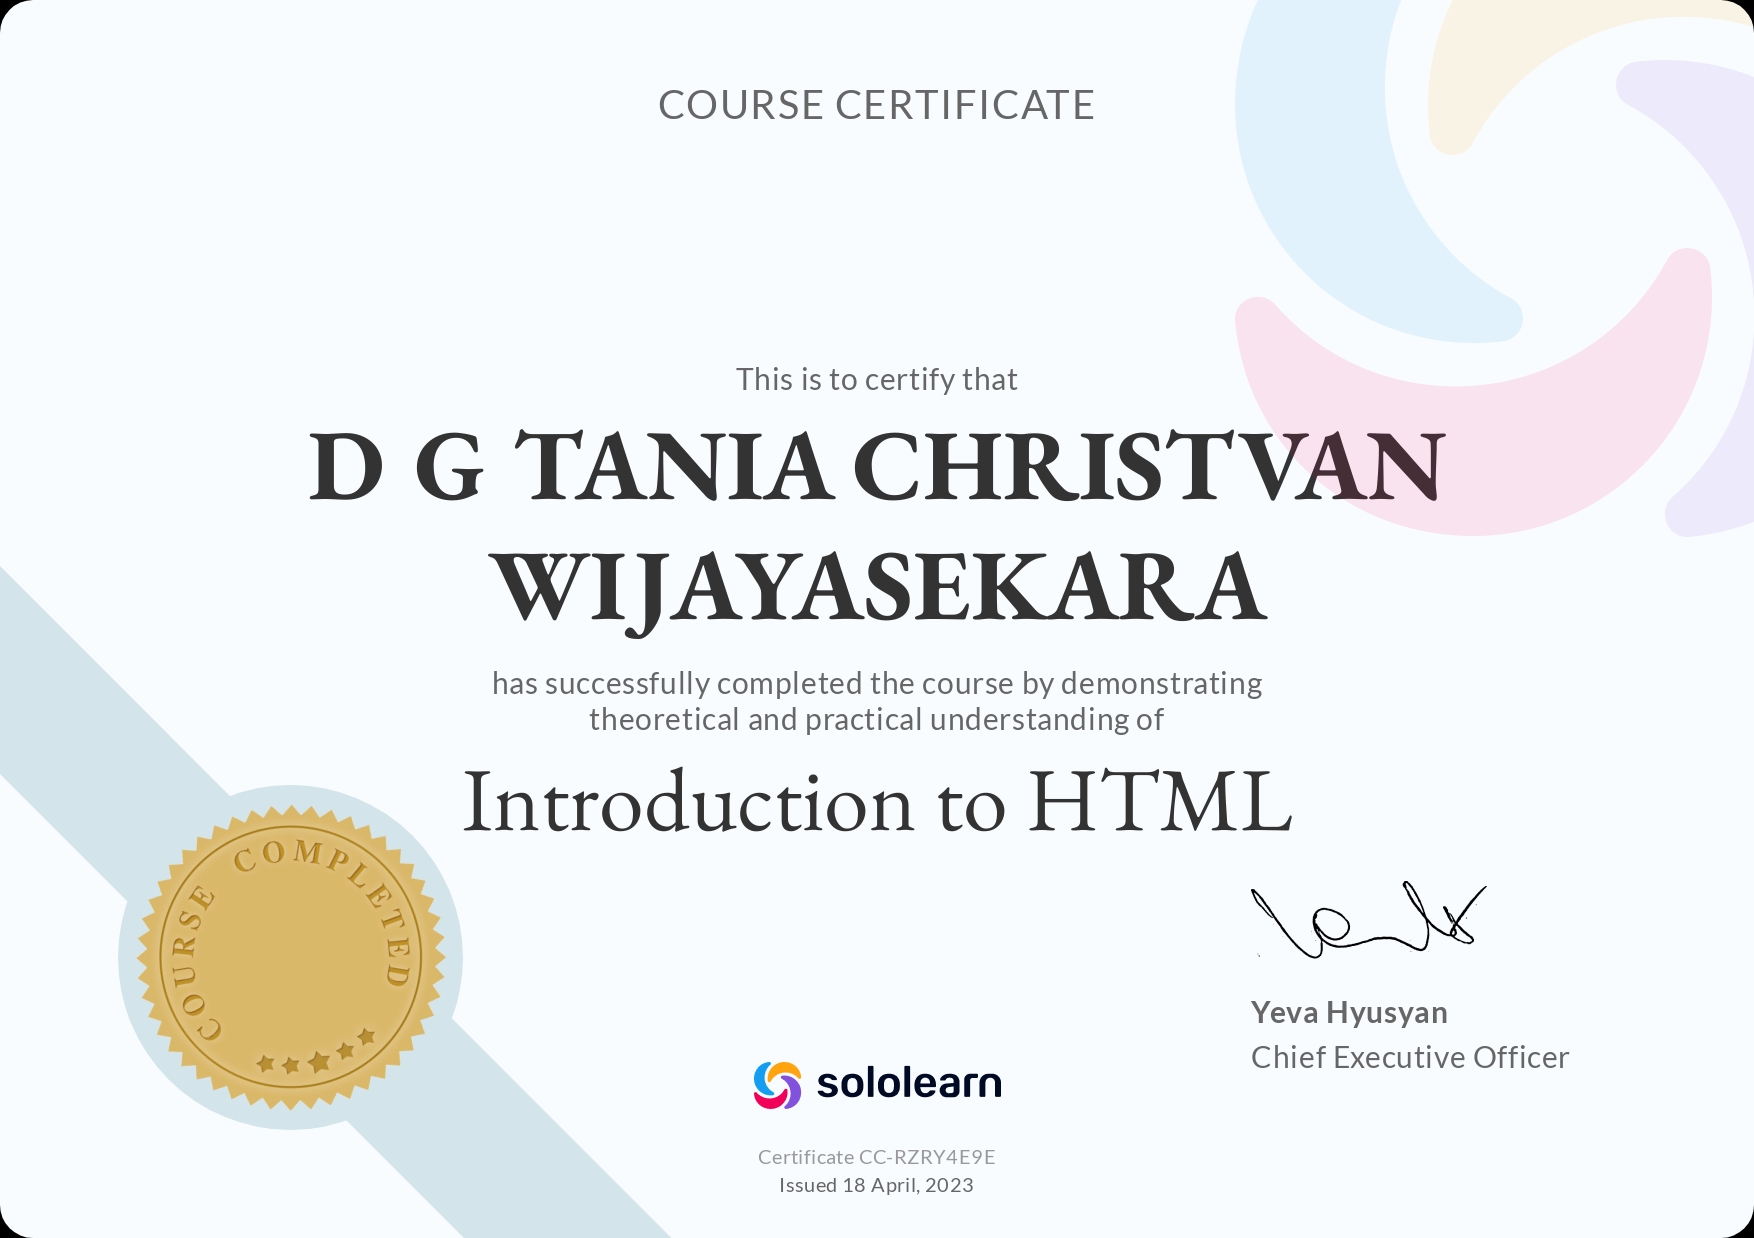 COURSE CERTIFICATE
This is to certify that
D G TANIA CHRISTVAN
WIJAYASEKARA
has successfully completed the course by demonstrating
theoretical and practical understanding of
Introduction to HTML
COURSE COMPLETED
Yeva Hyusyan
Chief Executive Officer
sololearn
Certificate CC-RZRY4E9E
Issued 18 April, 2023